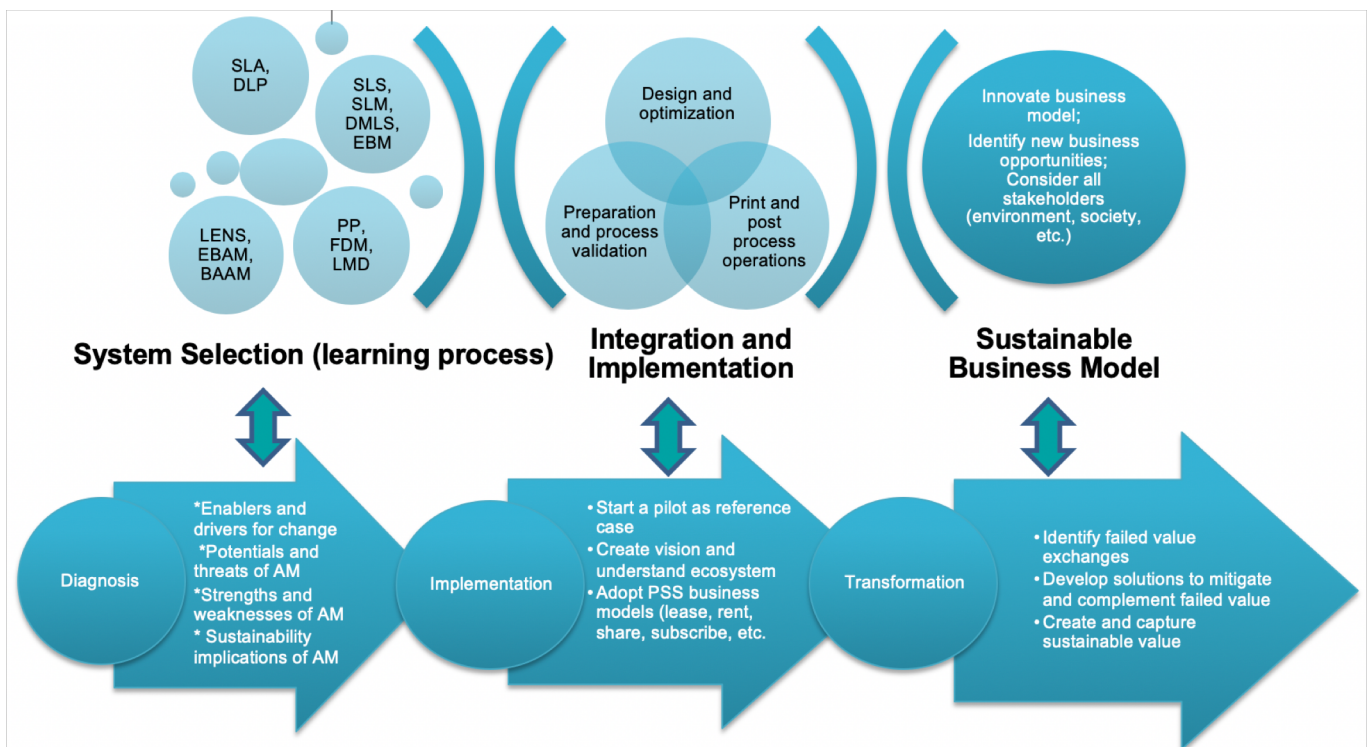 SLA,
DLP
SLS,
SLM,
DMLS,
EBM
LENS,
EBAM,
BAAM
PP,
FDM,
LMD
Design and
optimization
Preparation
and process
validation
Print and
post
process
operations
Innovate business
model;
Identify new business
opportunities;
Consider all
stakeholders
(environment, society,
etc.)
System Selection (learning process)
Integration and
Implementation
Sustainable
Business Model
Diagnosis
*Enablers and
drivers for change
*Potentials and
threats of AM
*Strengths and
weaknesses of AM
* Sustainability
implications of AM
Implementation
• Start a pilot as reference
case
• Create vision and
understand ecosystem
• Adopt PSS business
models (lease, rent,
share, subscribe, etc.
Transformation
• Identify failed value
exchanges
• Develop solutions to mitigate
and complement failed value
• Create and capture
sustainable value